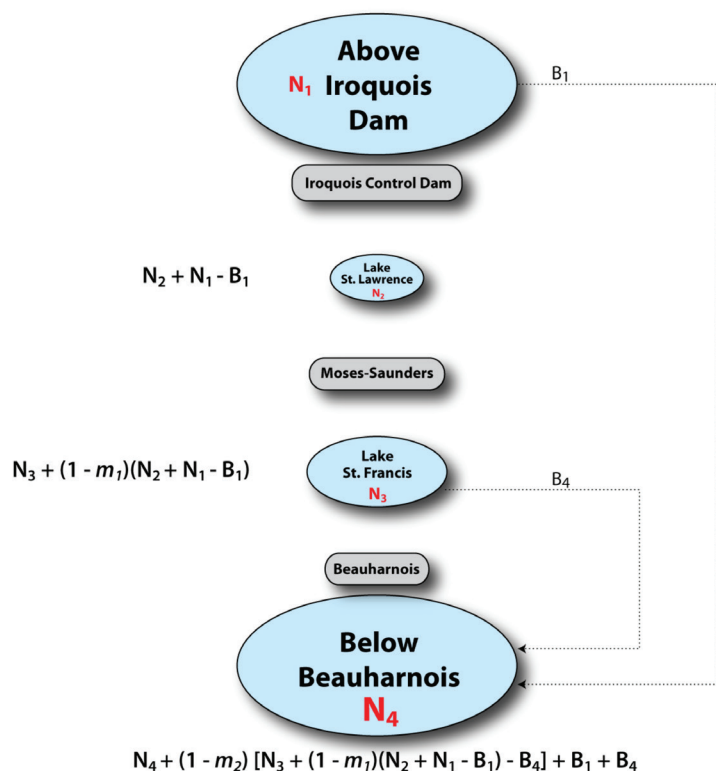 Above
N₁ Iroquois
Dam
B₁
Iroquois Control Dam
N₂ + N₁ - B₁
Lake
St. Lawrence
N₂
Moses-Saunders
N₃ + (1 - m₁)(N₂ + N₁ - B₁)
Lake
St. Francis
N₃
B₄
Beauharnois
Below
Beauharnois
N₄
N₄ + (1 - m₂) [N₃ + (1 - m₁)(N₂ + N₁ - B₁) - B₄] + B₁ + B₄